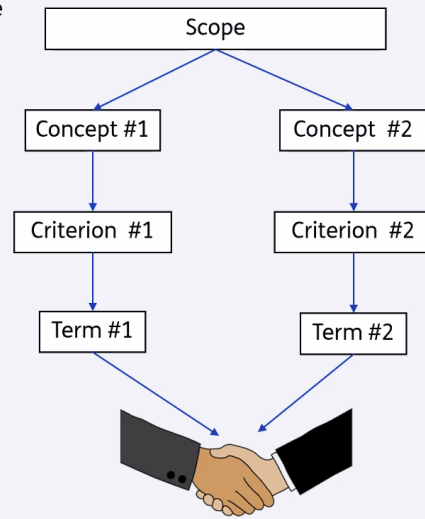 e
Scope
Concept #1
Concept #2
Criterion #1
Criterion #2
Term #1
Term #2